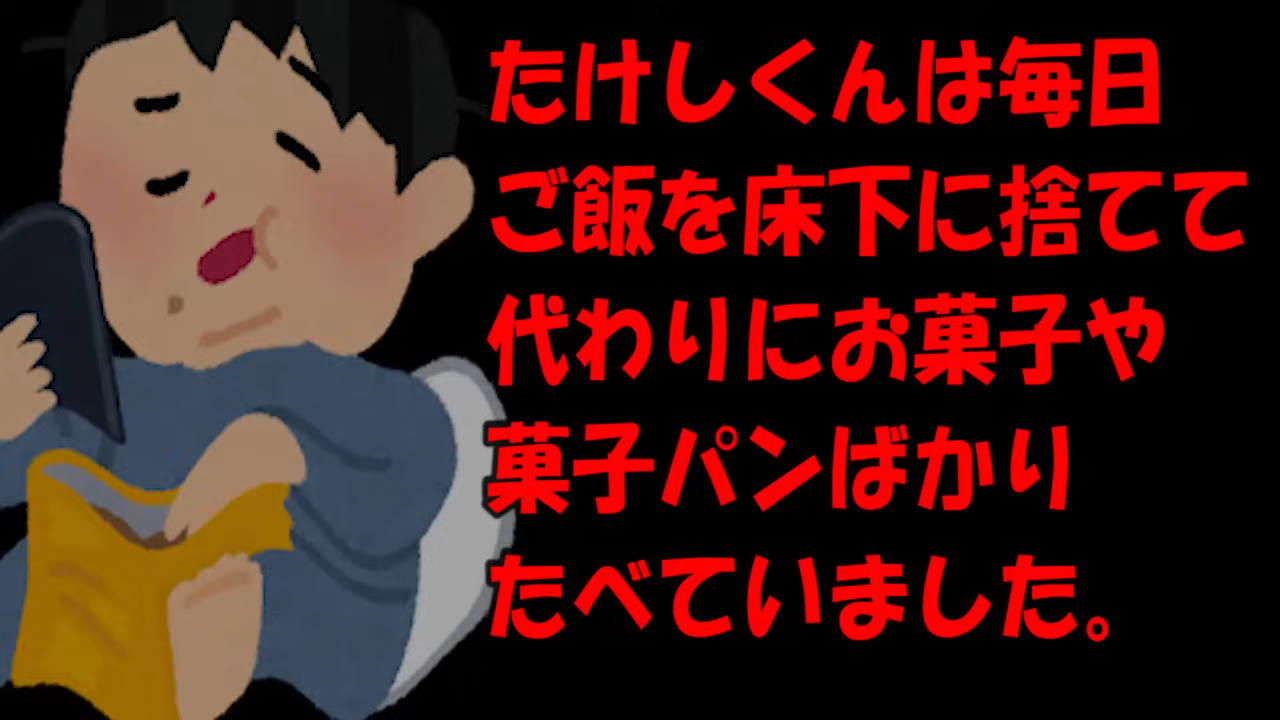 たけしくんは毎日
ご飯を床下に捨てて
代わりにお菓子や
菓子パンばかり
たべていました。